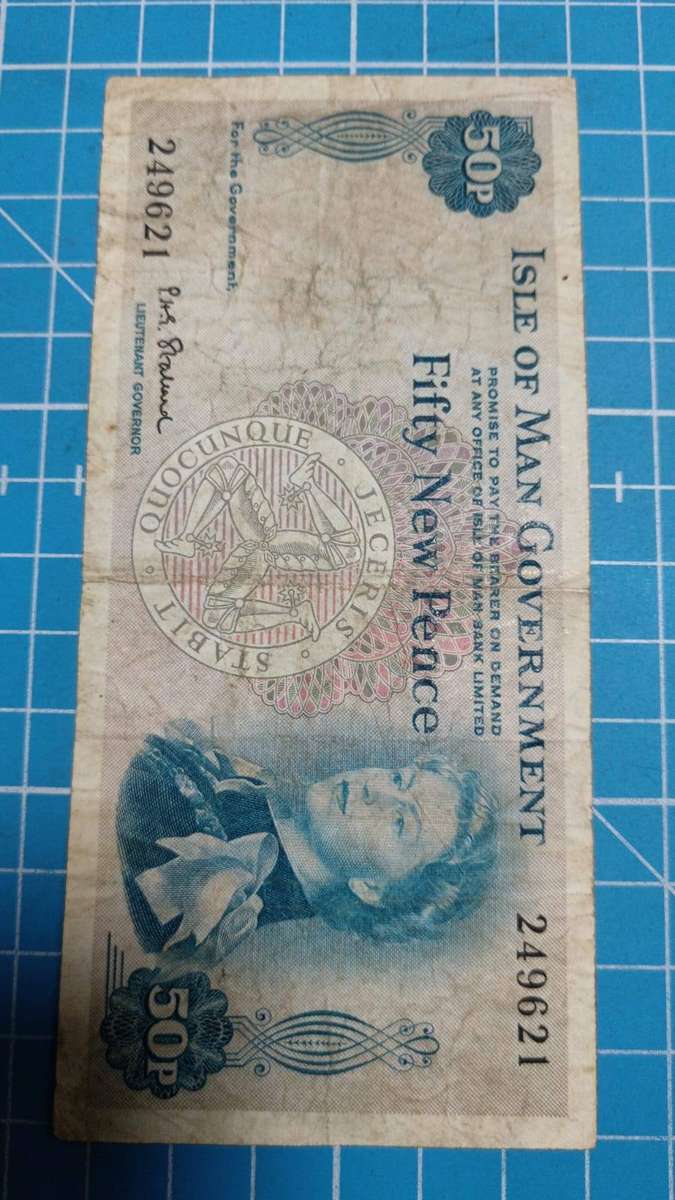 50P
ISLE OF MAN GOVERNMENT
249621
PROMISE TO PAY THE BEARER ON DEMAND
AT ANY OFFICE OF ISLE OF MAN BANK LIMITED
Fifty New Pence
QUOCUNQUE · JECERIS · STABIT
For the Government,
249621
LIEUTENANT GOVERNOR
50P